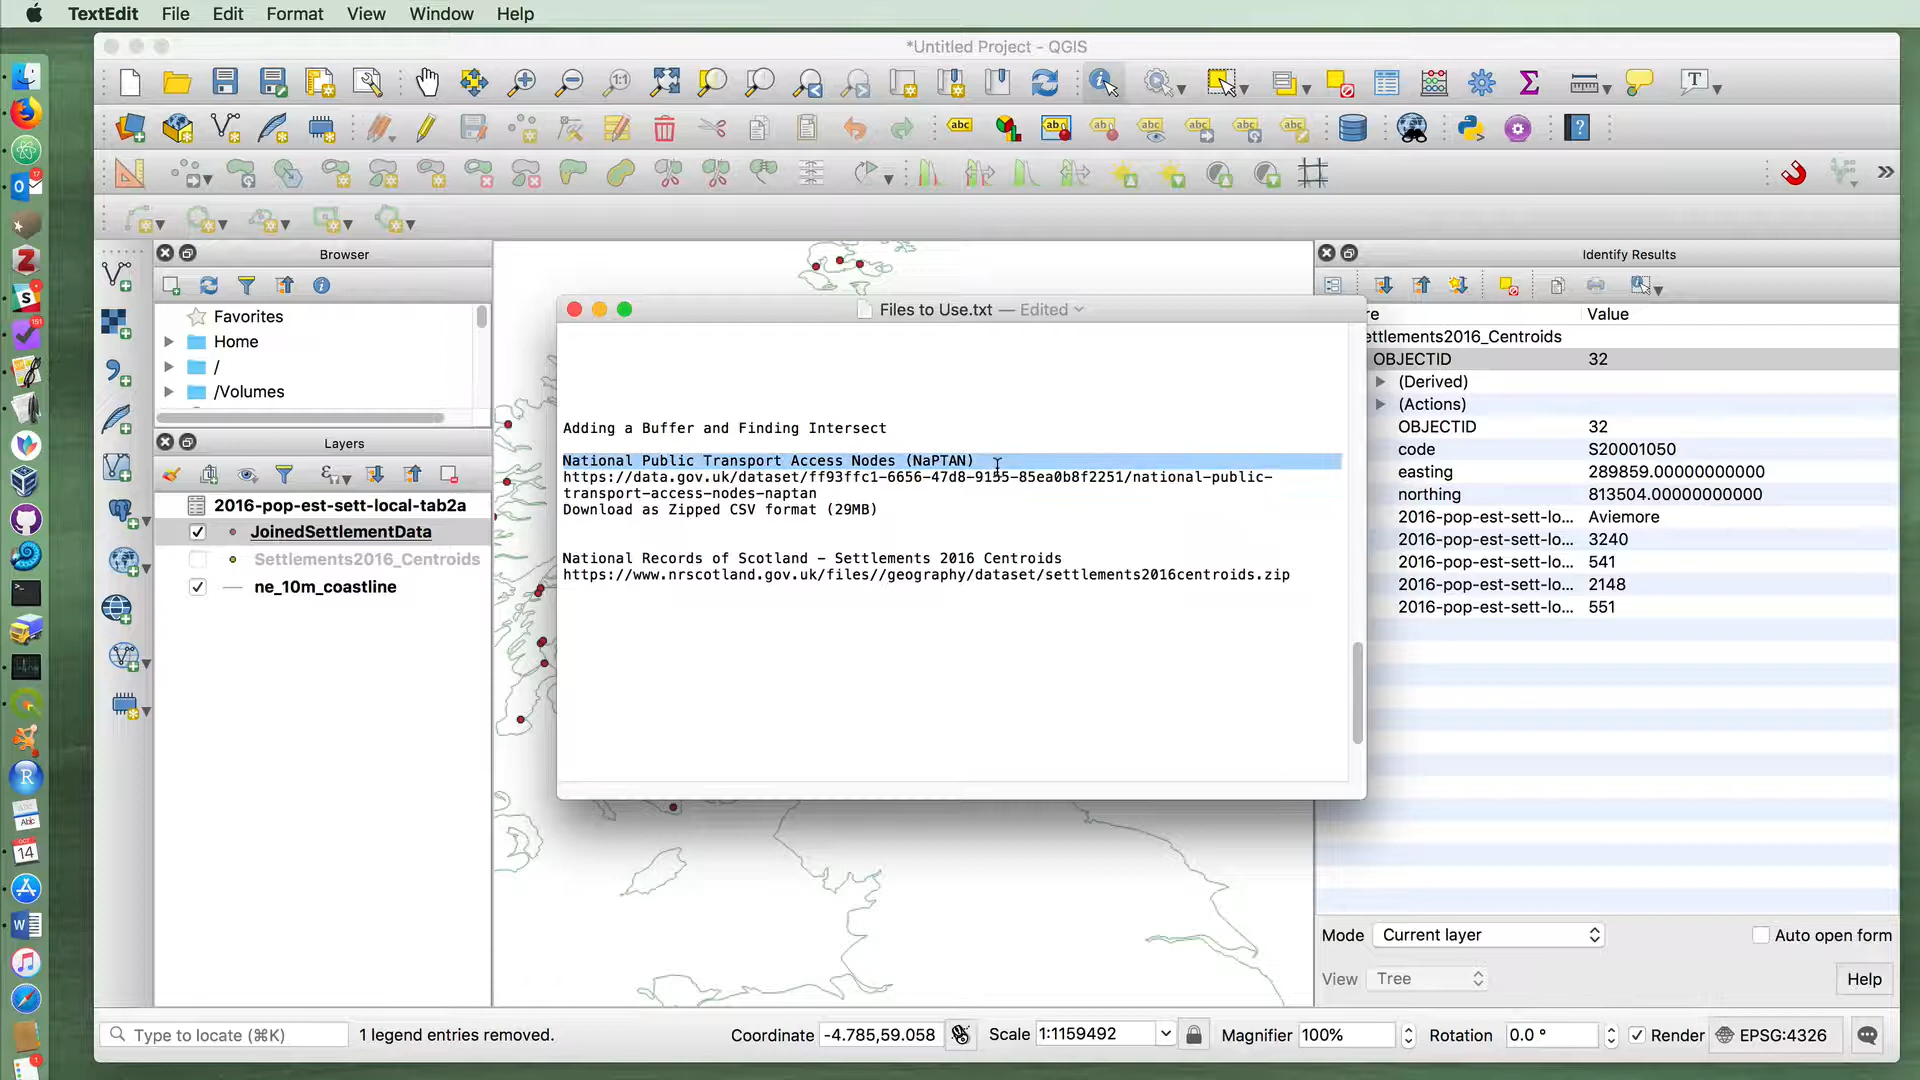 TextEdit File Edit Format View Window Help
*Untitled Project - QGIS
Browser
Identify Results
Favorites
Home
/
/Volumes
Layers
2016-pop-est-sett-local-tab2a
JoinedSettlementData
Settlements2016_Centroids
ne_10m_coastline
Files to Use.txt — Edited
Adding a Buffer and Finding Intersect
National Public Transport Access Nodes (NaPTAN)
https://data.gov.uk/dataset/ff93ffc1-6656-47d8-9155-85ea0b8f2251/national-public-
transport-access-nodes-naptan
Download as Zipped CSV format (29MB)
National Records of Scotland – Settlements 2016 Centroids
https://www.nrscotland.gov.uk/files//geography/dataset/settlements2016centroids.zip
re Value
ettlements2016_Centroids
OBJECTID 32
(Derived)
(Actions)
OBJECTID 32
code S20001050
easting 289859.00000000000
northing 813504.00000000000
2016-pop-est-sett-lo... Aviemore
2016-pop-est-sett-lo... 3240
2016-pop-est-sett-lo... 541
2016-pop-est-sett-lo... 2148
2016-pop-est-sett-lo... 551
Mode Current layer Auto open form
View Tree Help
Type to locate (⌘K) 1 legend entries removed. Coordinate -4.785,59.058 Scale 1:1159492 Magnifier 100% Rotation 0.0 ° Render EPSG:4326